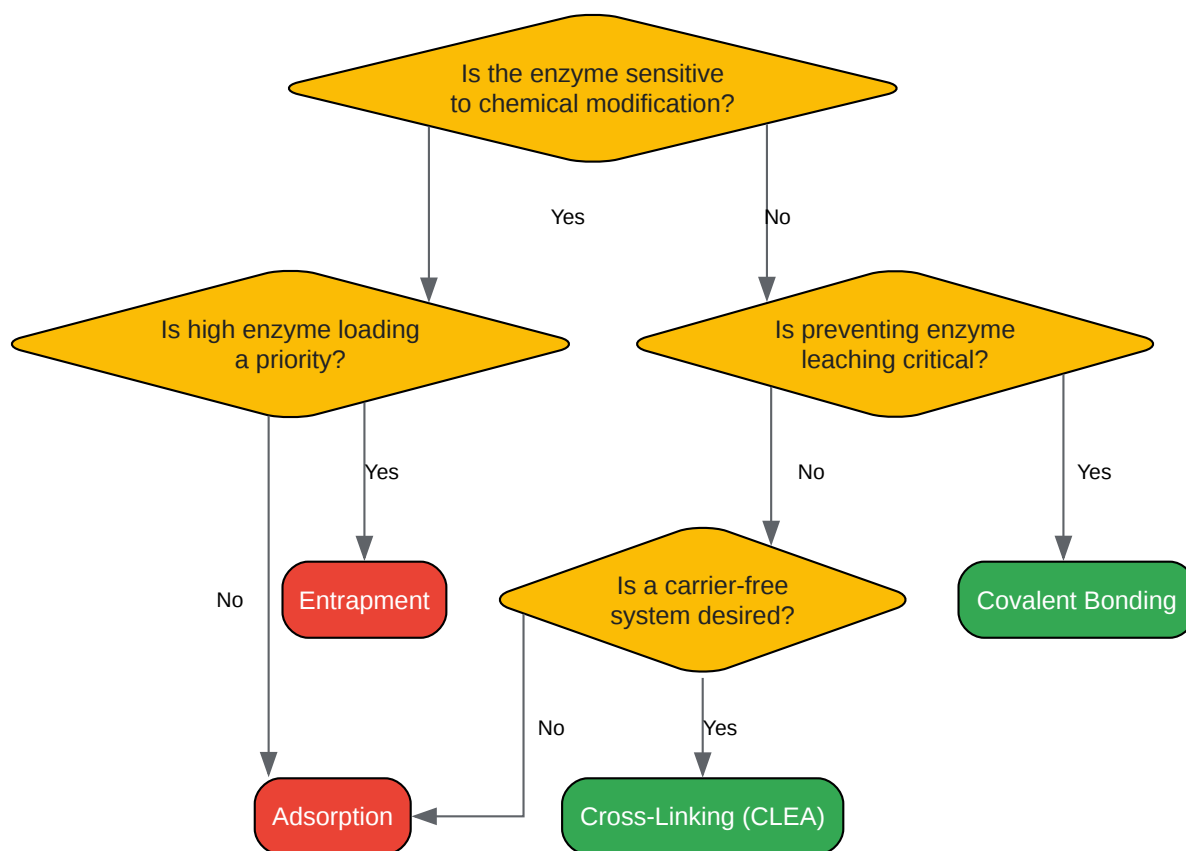 Is the enzyme sensitive
to chemical modification?
Yes
No
Is high enzyme loading
a priority?
Is preventing enzyme
leaching critical?
Yes
No
Yes
No
Entrapment
Is a carrier-free
system desired?
Covalent Bonding
No
Yes
Adsorption
Cross-Linking (CLEA)